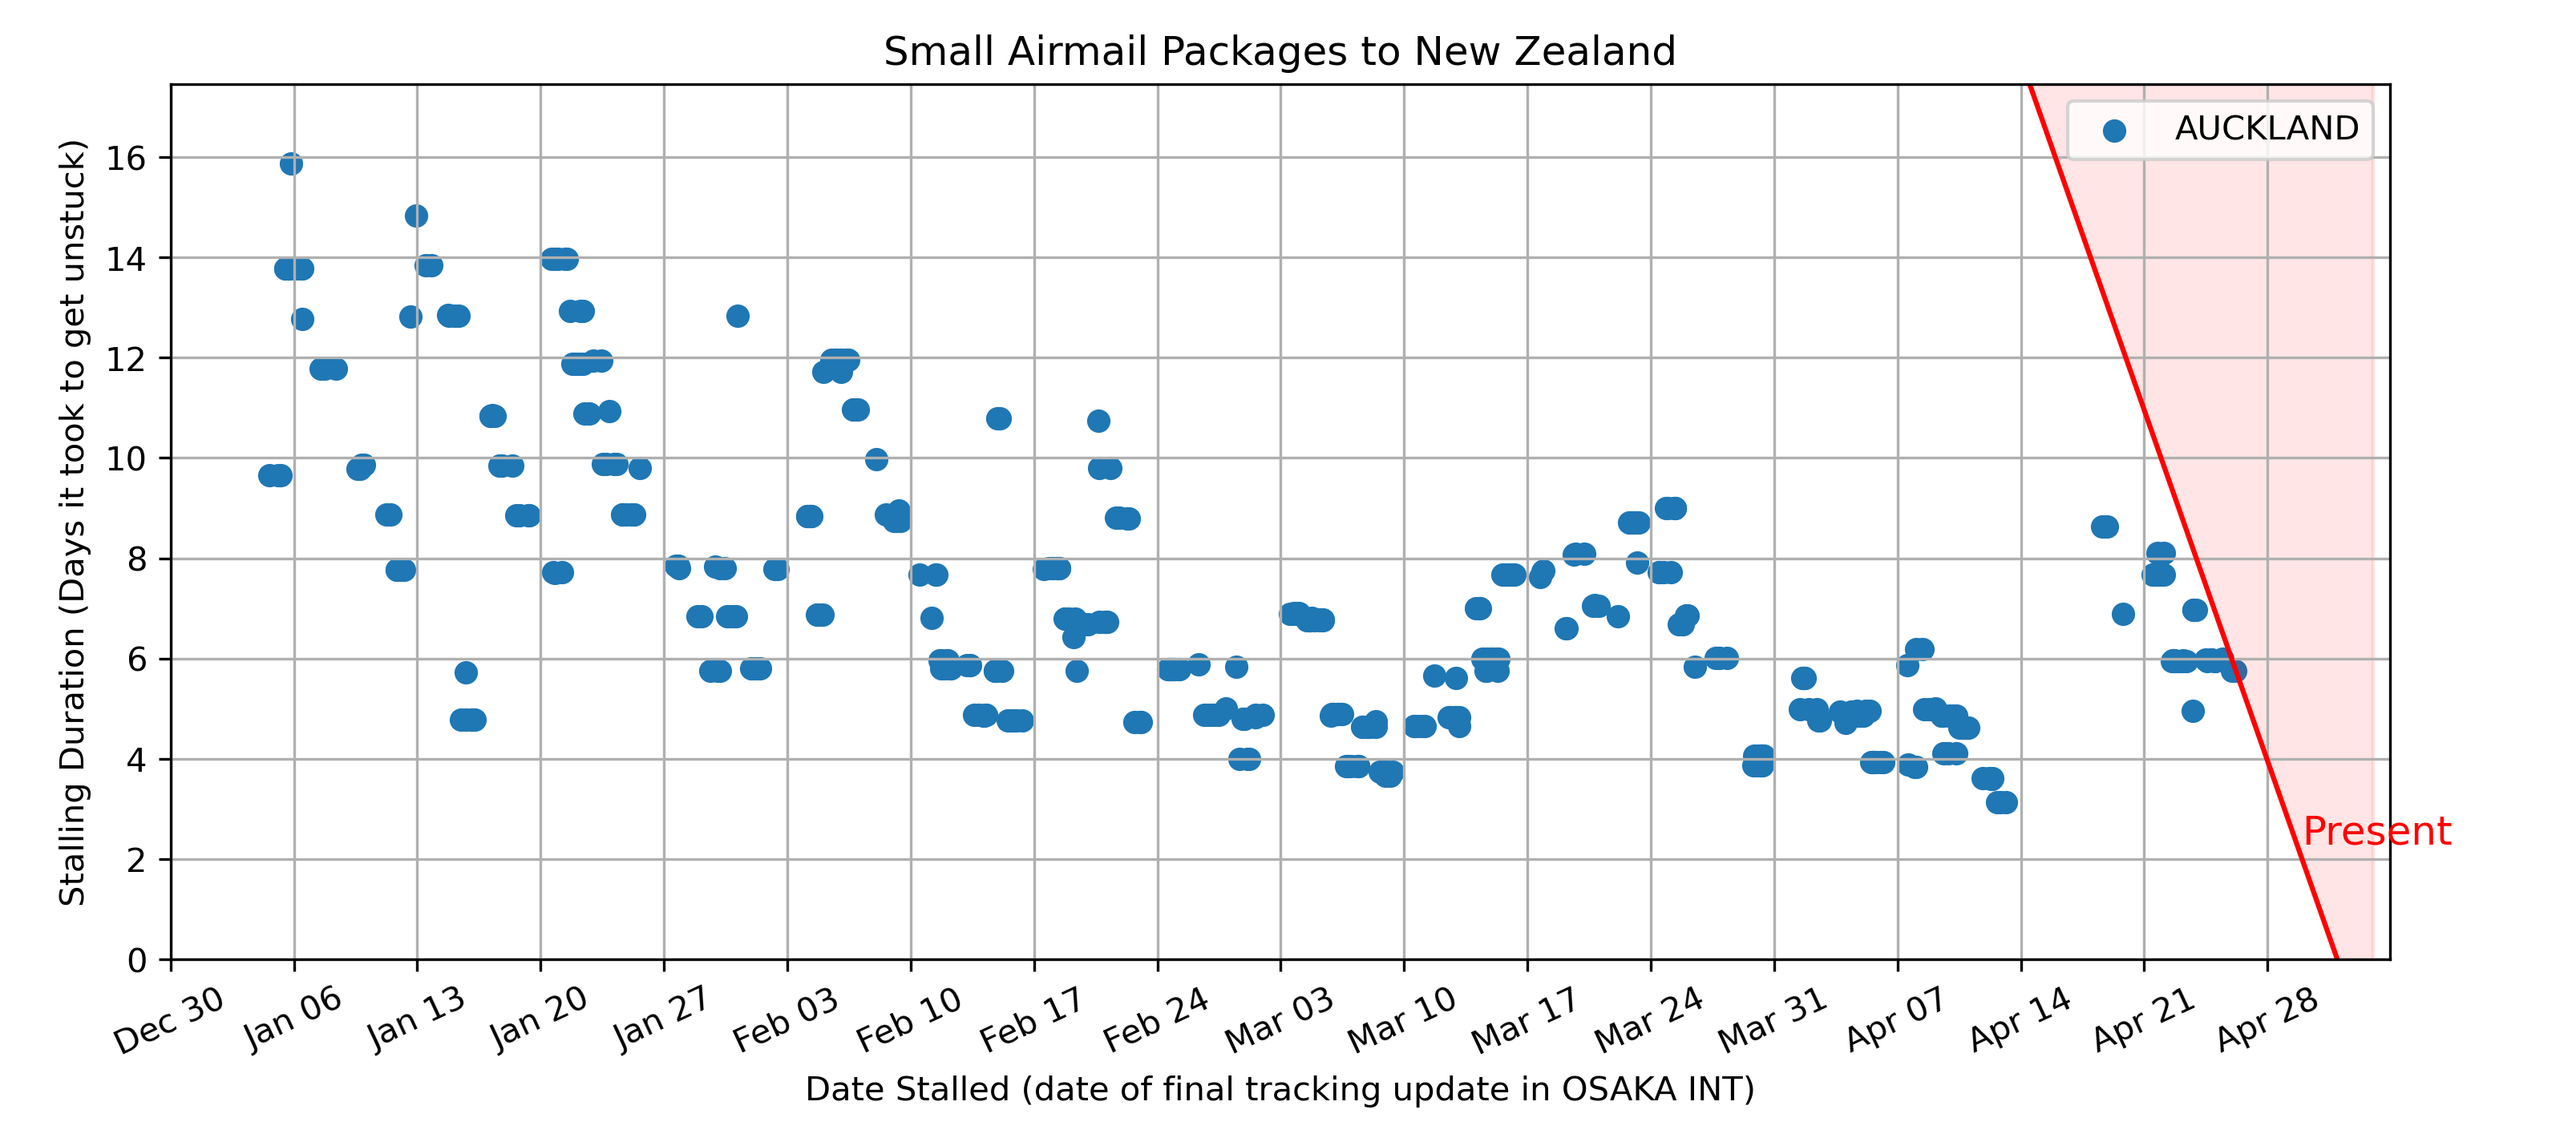 Small Airmail Packages to New Zealand
Stalling Duration (Days it took to get unstuck)
16
14
12
10
8
6
4
2
0
AUCKLAND
Present
Dec 30
Jan 06
Jan 13
Jan 20
Jan 27
Feb 03
Feb 10
Feb 17
Feb 24
Mar 03
Mar 10
Mar 17
Mar 24
Mar 31
Apr 07
Apr 14
Apr 21
Apr 28
Date Stalled (date of final tracking update in OSAKA INT)